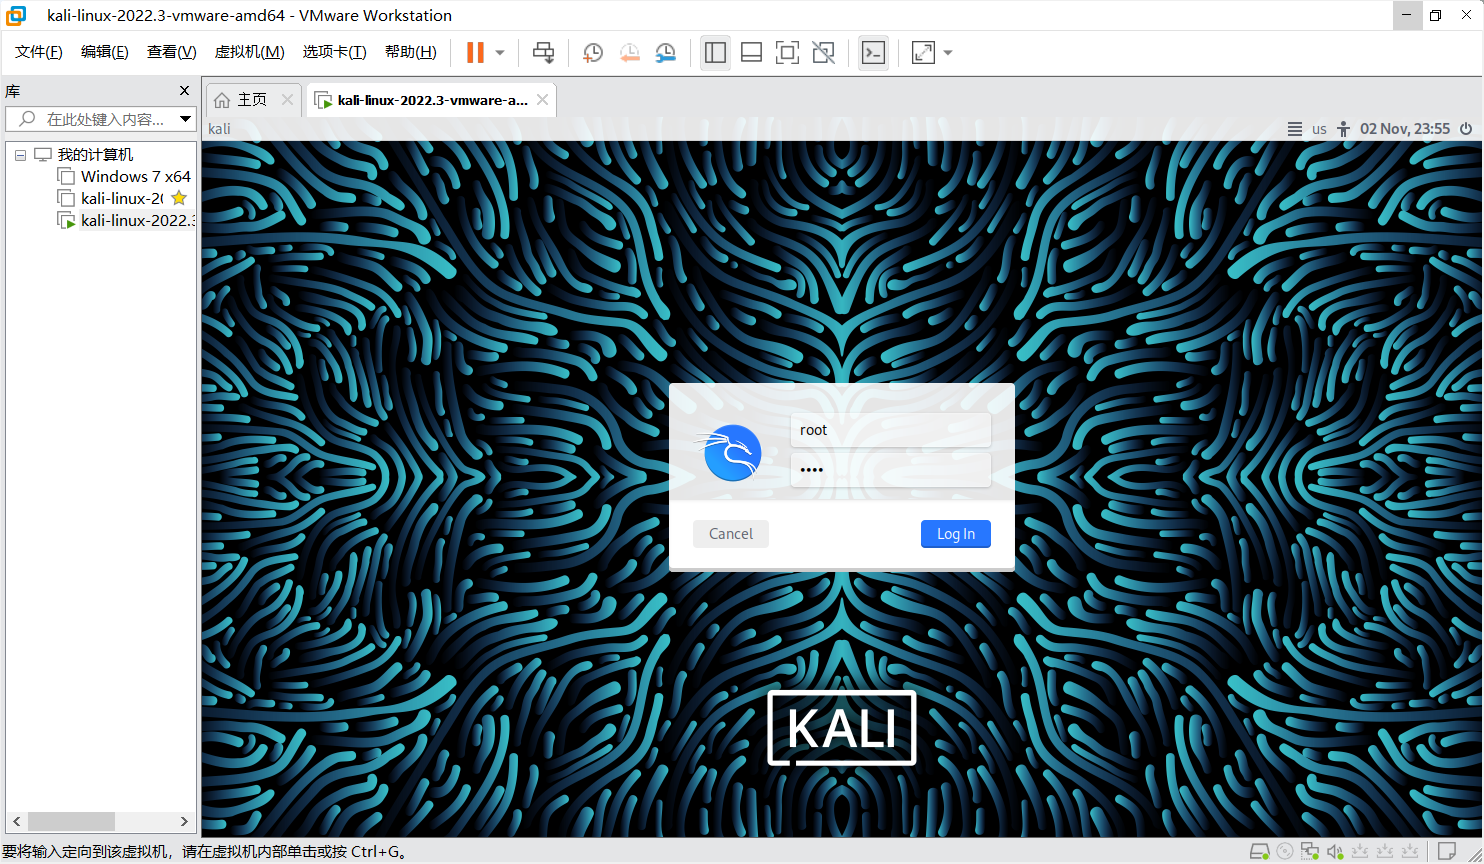 kali-linux-2022.3-vmware-amd64 - VMware Workstation
文件(F) 编辑(E) 查看(V) 虚拟机(M) 选项卡(T) 帮助(H)
库
在此处键入内容...
我的计算机
Windows 7 x64
kali-linux-20
kali-linux-2022.3
主页
kali-linux-2022.3-vmware-a...
kali
us
02 Nov, 23:55
root
••••
Cancel
Log In
KALI
要将输入定向到该虚拟机，请在虚拟机内部单击或按 Ctrl+G。